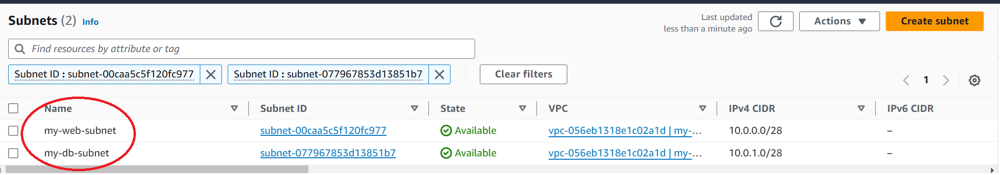 Subnets (2) Info
Last updated
less than a minute ago
Actions
Create subnet
Find resources by attribute or tag
Subnet ID : subnet-00caa5c5f120fc977
Subnet ID : subnet-077967853d13851b7
Clear filters
1
Name Subnet ID State VPC IPv4 CIDR IPv6 CIDR
my-web-subnet subnet-00caa5c5f120fc977 Available vpc-056eb1318e1c02a1d | my-... 10.0.0.0/28 –
my-db-subnet subnet-077967853d13851b7 Available vpc-056eb1318e1c02a1d | my-... 10.0.1.0/28 –